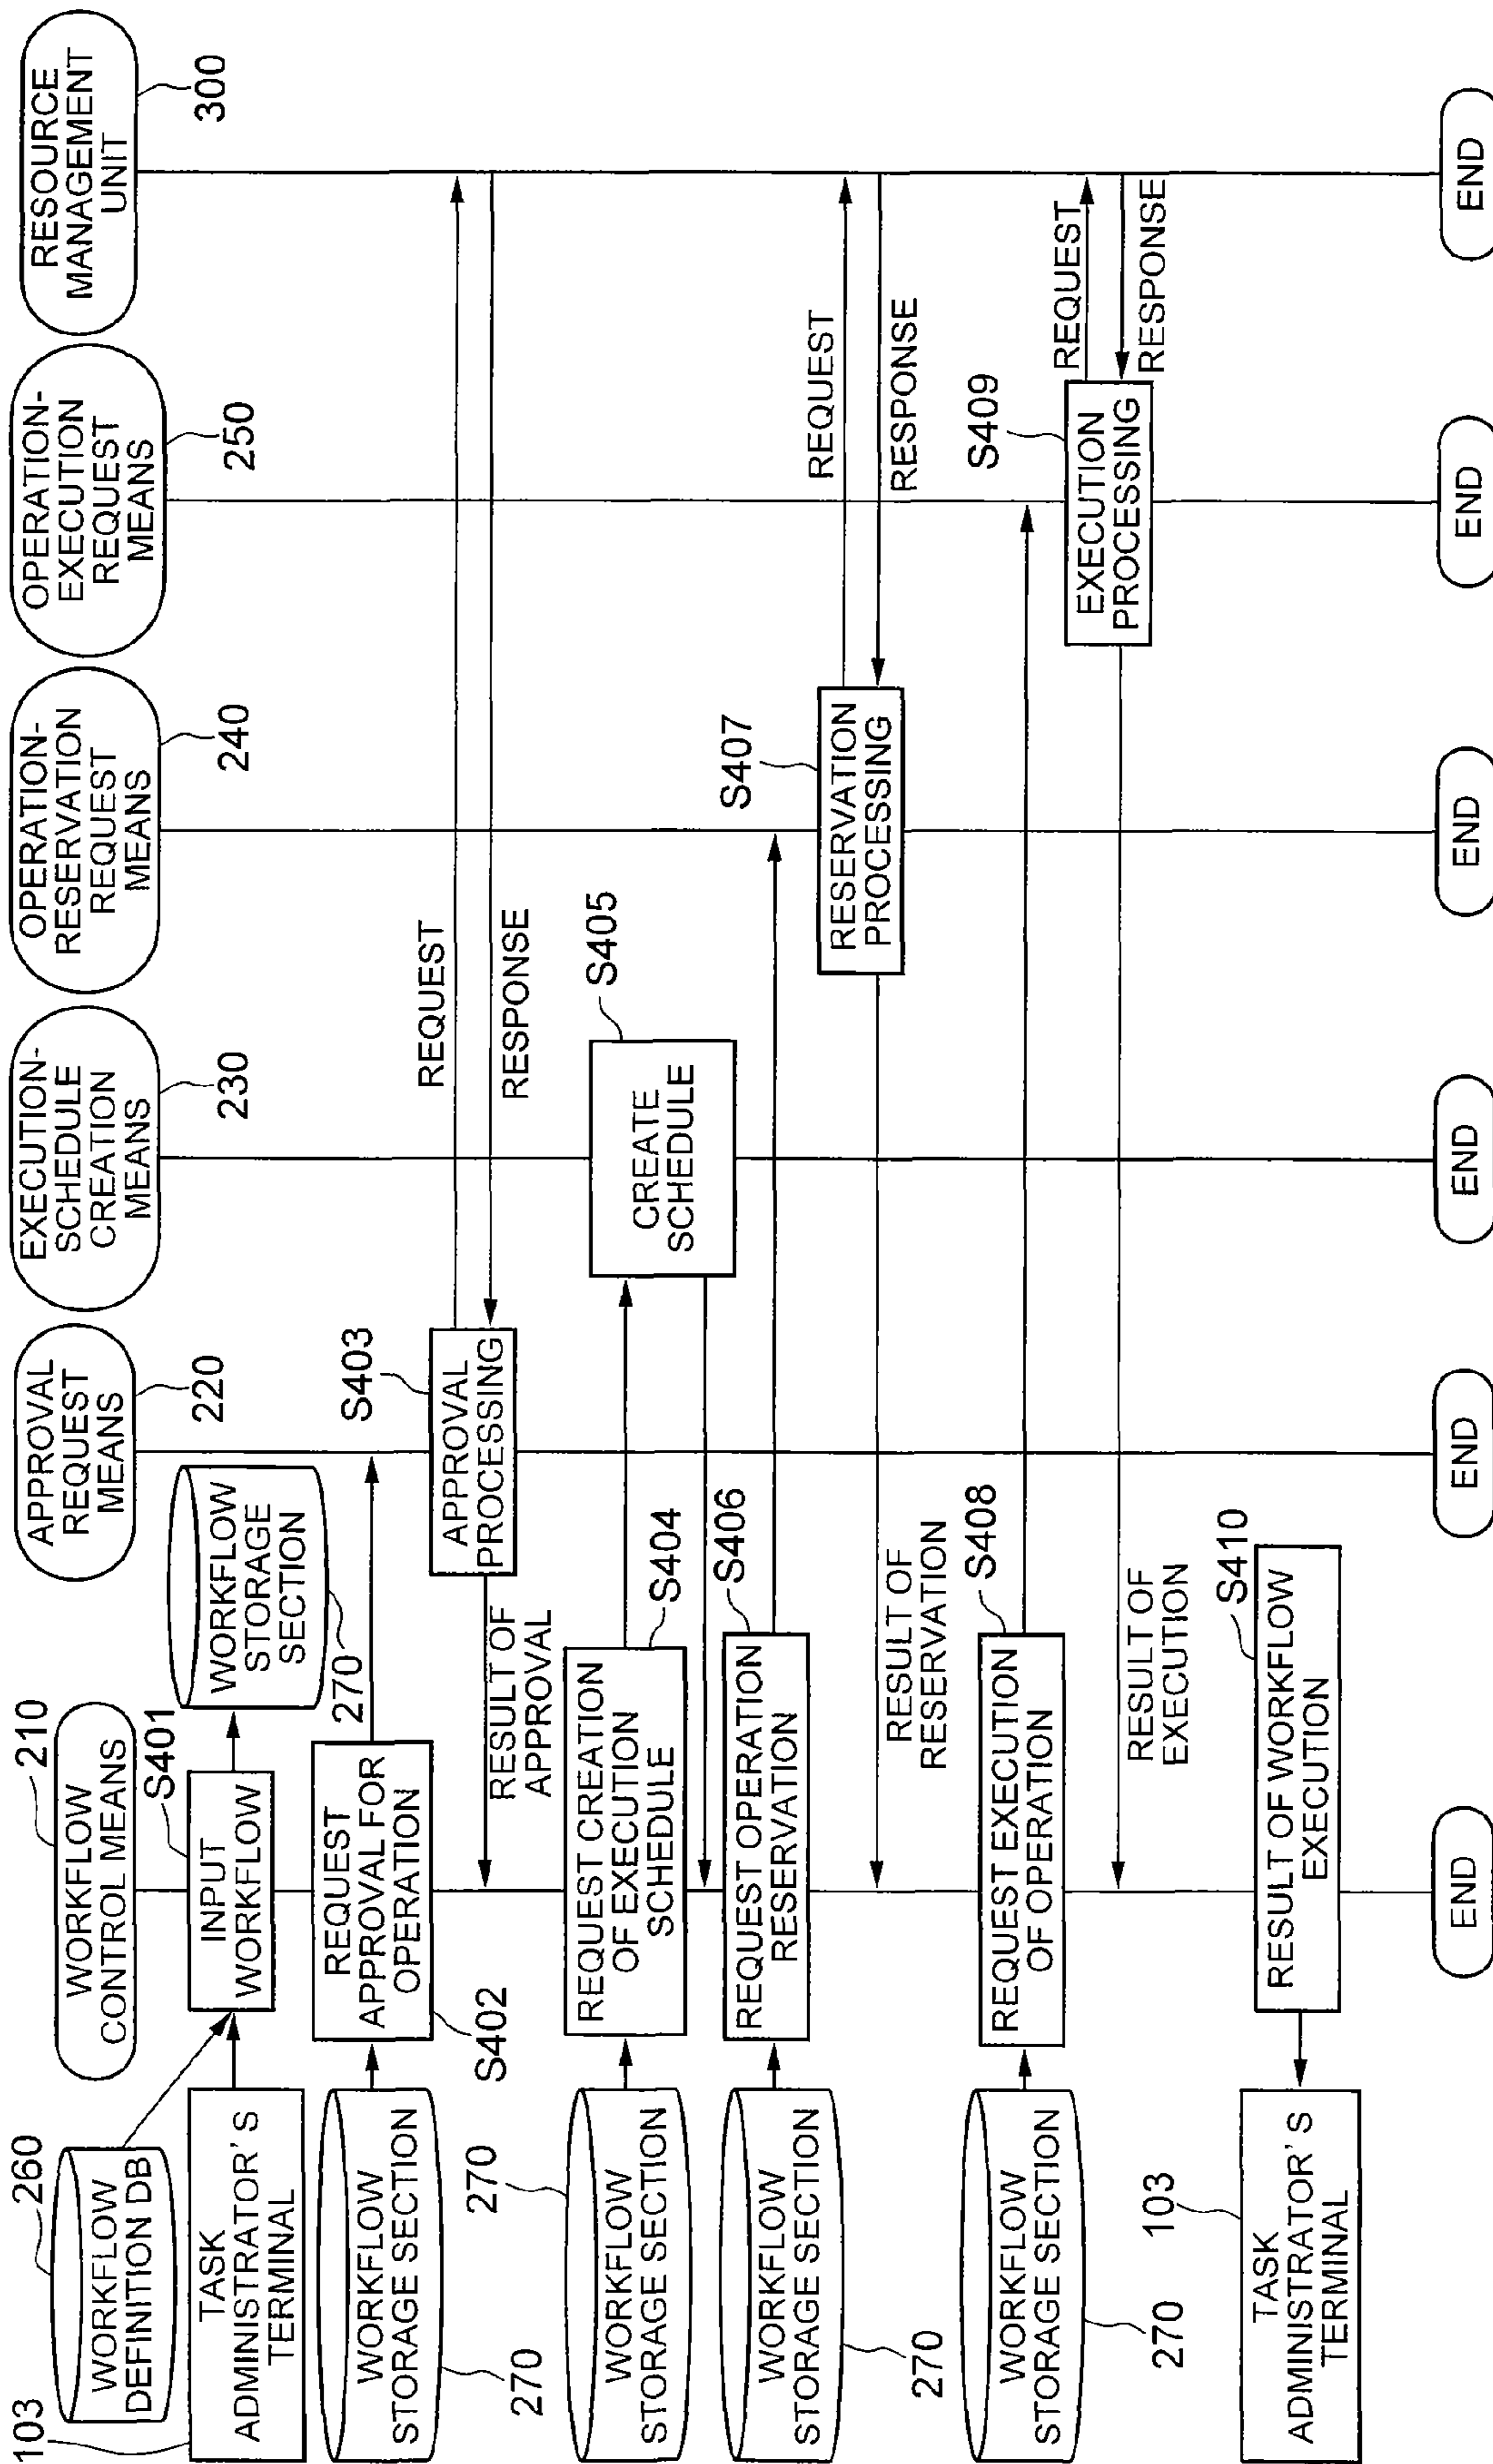 WORKFLOW
CONTROL MEANS
210
APPROVAL
REQUEST
MEANS
220
EXECUTION-
SCHEDULE
CREATION
MEANS
230
OPERATION-
RESERVATION
REQUEST
MEANS
240
OPERATION-
EXECUTION
REQUEST
MEANS
250
RESOURCE
MANAGEMENT
UNIT
300
WORKFLOW
DEFINITION DB
260
103
TASK
ADMINISTRATOR'S
TERMINAL
INPUT
WORKFLOW
S401
WORKFLOW
STORAGE
SECTION
270
WORKFLOW
STORAGE SECTION
270
REQUEST
APPROVAL FOR
OPERATION
S402
APPROVAL
PROCESSING
S403
REQUEST
RESPONSE
RESULT OF
APPROVAL
WORKFLOW
STORAGE SECTION
270
REQUEST CREATION
OF EXECUTION
SCHEDULE
S404
CREATE
SCHEDULE
S405
WORKFLOW
STORAGE SECTION
270
REQUEST OPERATION
RESERVATION
S406
RESERVATION
PROCESSING
S407
REQUEST
RESPONSE
RESULT OF
RESERVATION
WORKFLOW
STORAGE SECTION
270
REQUEST EXECUTION
OF OPERATION
S408
EXECUTION
PROCESSING
S409
REQUEST
RESPONSE
RESULT OF
EXECUTION
TASK
ADMINISTRATOR'S
TERMINAL
103
RESULT OF WORKFLOW
EXECUTION
S410
END
END
END
END
END
END